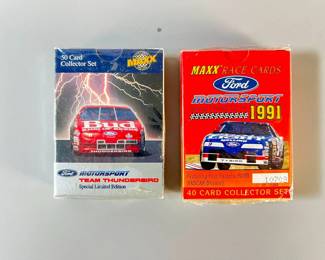 50 Card
Collector Set
MAXX
Bud
Ford
MOTORSPORT
TEAM THUNDERBIRD
Special Limited Edition
MAXX RACE CARDS
Ford
MOTORSPORT
1991
40 CARD COLLECTOR SET